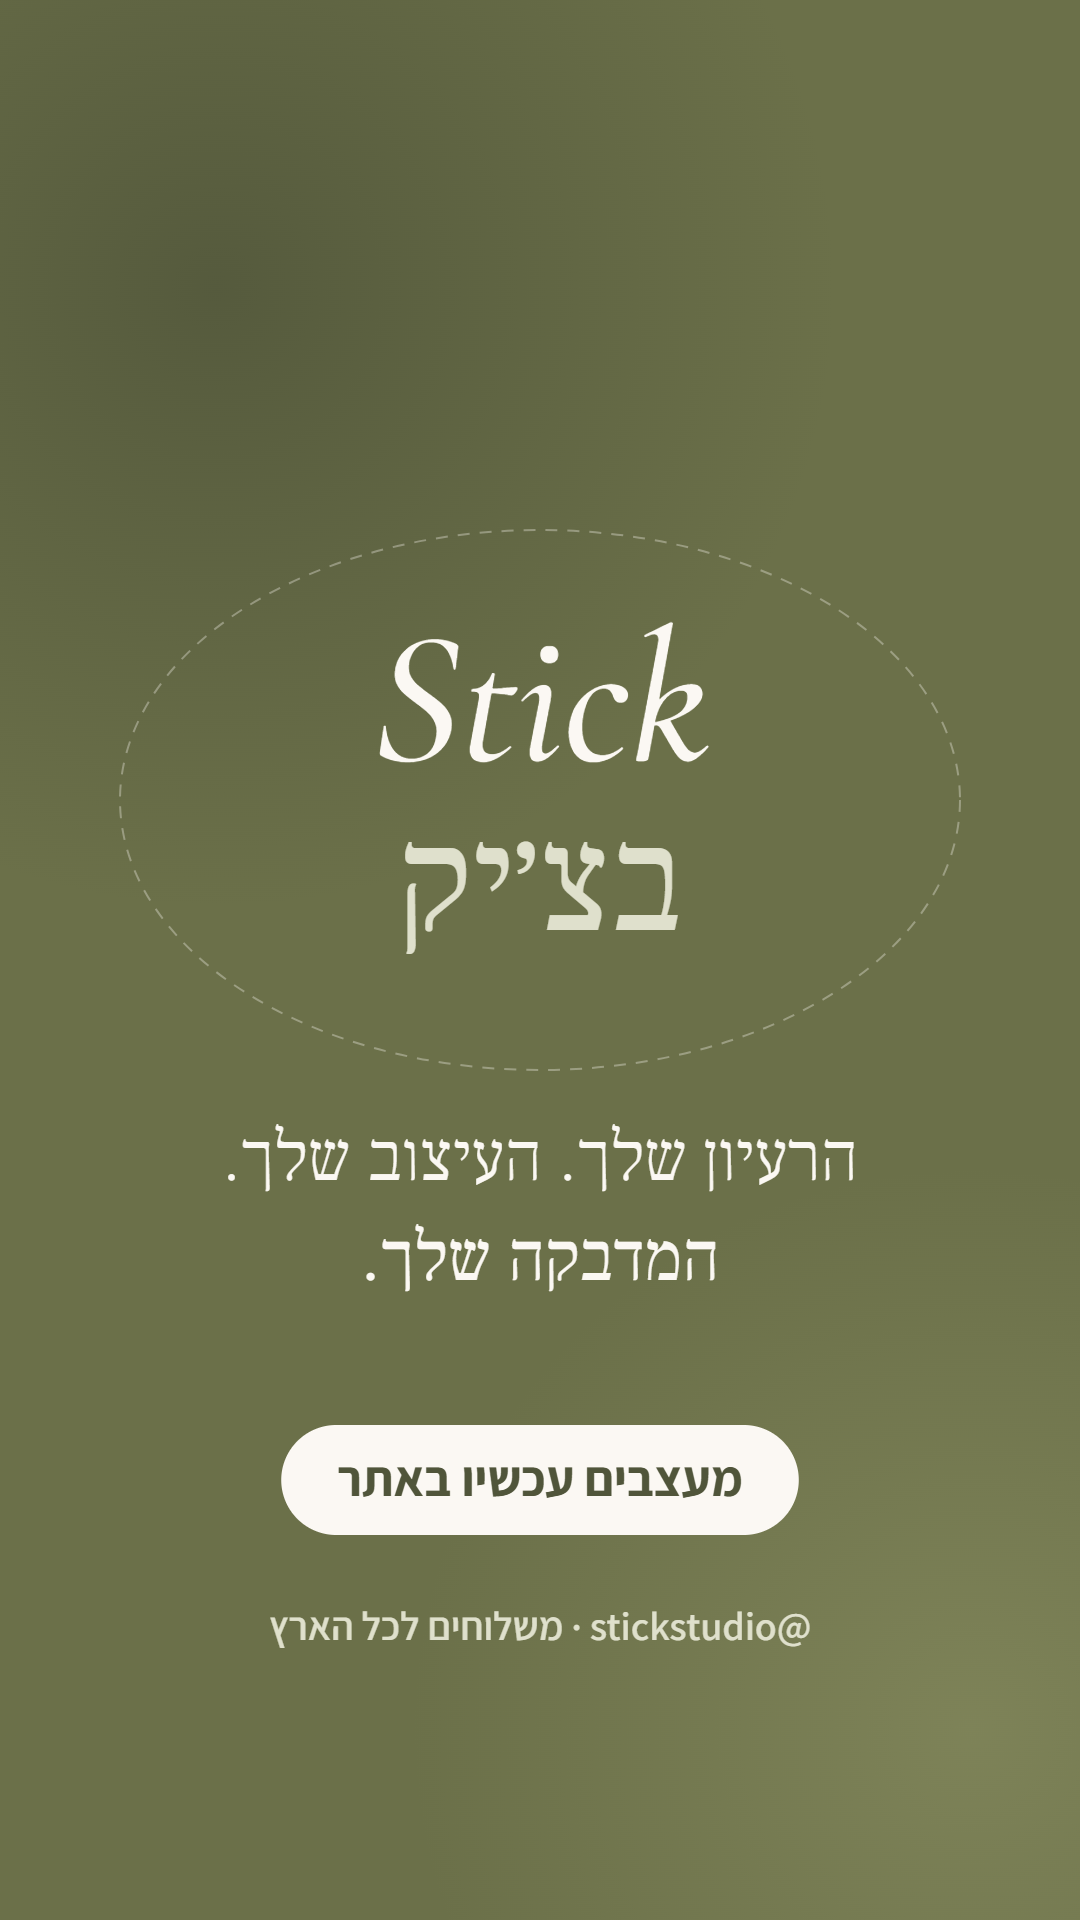 Stick
בצ'יק
הרעיון שלך. העיצוב שלך.
המדבקה שלך.
מעצבים עכשיו באתר
@stickstudio · משלוחים לכל הארץ